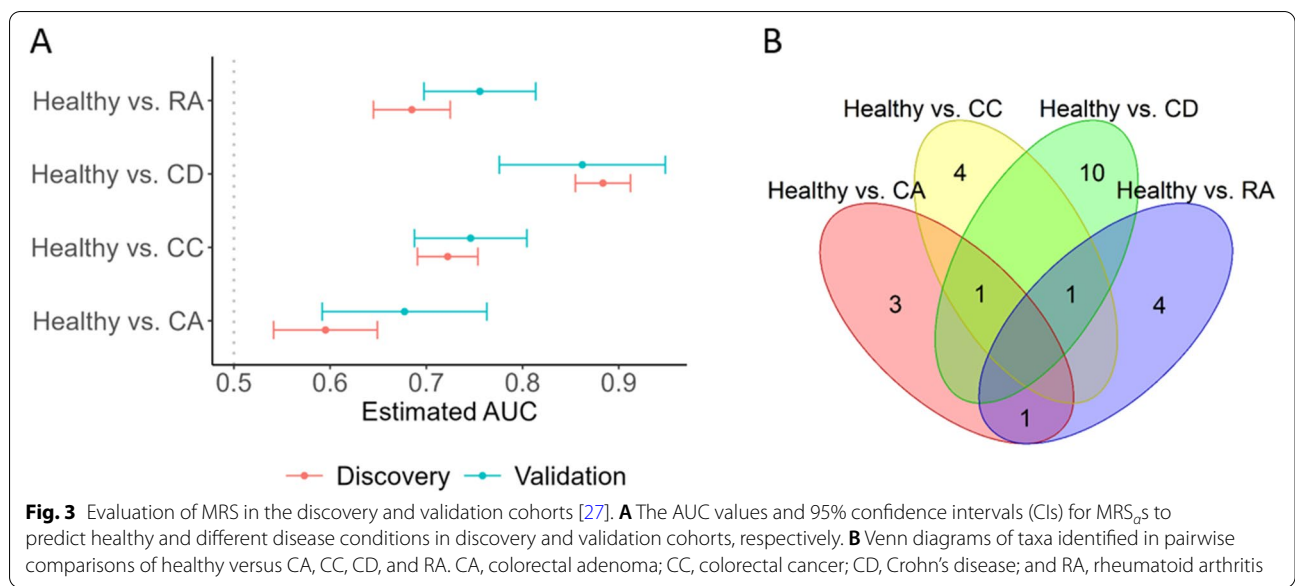 A
Healthy vs. RA
Healthy vs. CD
Healthy vs. CC
Healthy vs. CA
0.5 0.6 0.7 0.8 0.9
Estimated AUC
Discovery Validation
B
Healthy vs. CC Healthy vs. CD
Healthy vs. CA Healthy vs. RA
4 10
3 1 1 4
1
Fig. 3 Evaluation of MRS in the discovery and validation cohorts [27]. A The AUC values and 95% confidence intervals (CIs) for MRSαs to
predict healthy and different disease conditions in discovery and validation cohorts, respectively. B Venn diagrams of taxa identified in pairwise
comparisons of healthy versus CA, CC, CD, and RA. CA, colorectal adenoma; CC, colorectal cancer; CD, Crohn’s disease; and RA, rheumatoid arthritis